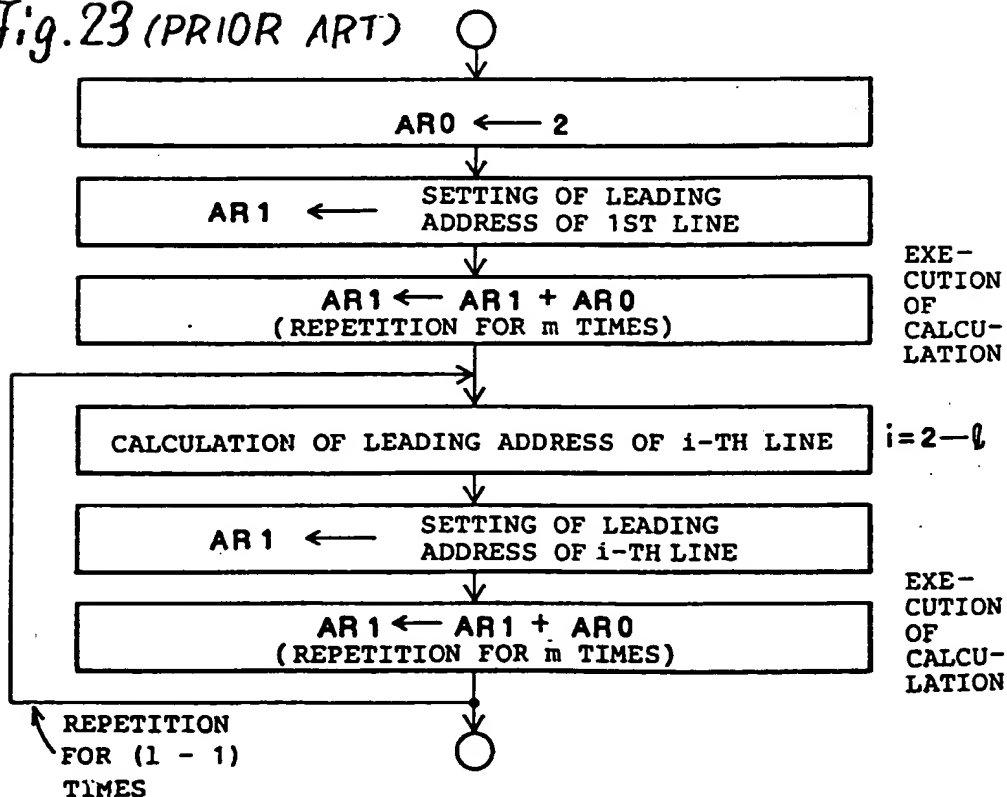 Fig.23 (PRIOR ART)
AR0 ← 2
AR1 ← SETTING OF LEADING
ADDRESS OF 1ST LINE
AR1 ← AR1 + AR0
(REPETITION FOR m TIMES)
EXE-
CUTION
OF
CALCU-
LATION
CALCULATION OF LEADING ADDRESS OF i-TH LINE
i=2—ℓ
AR1 ← SETTING OF LEADING
ADDRESS OF i-TH LINE
AR1 ← AR1 + AR0
(REPETITION FOR m TIMES)
EXE-
CUTION
OF
CALCU-
LATION
REPETITION
FOR (l - 1)
TIMES